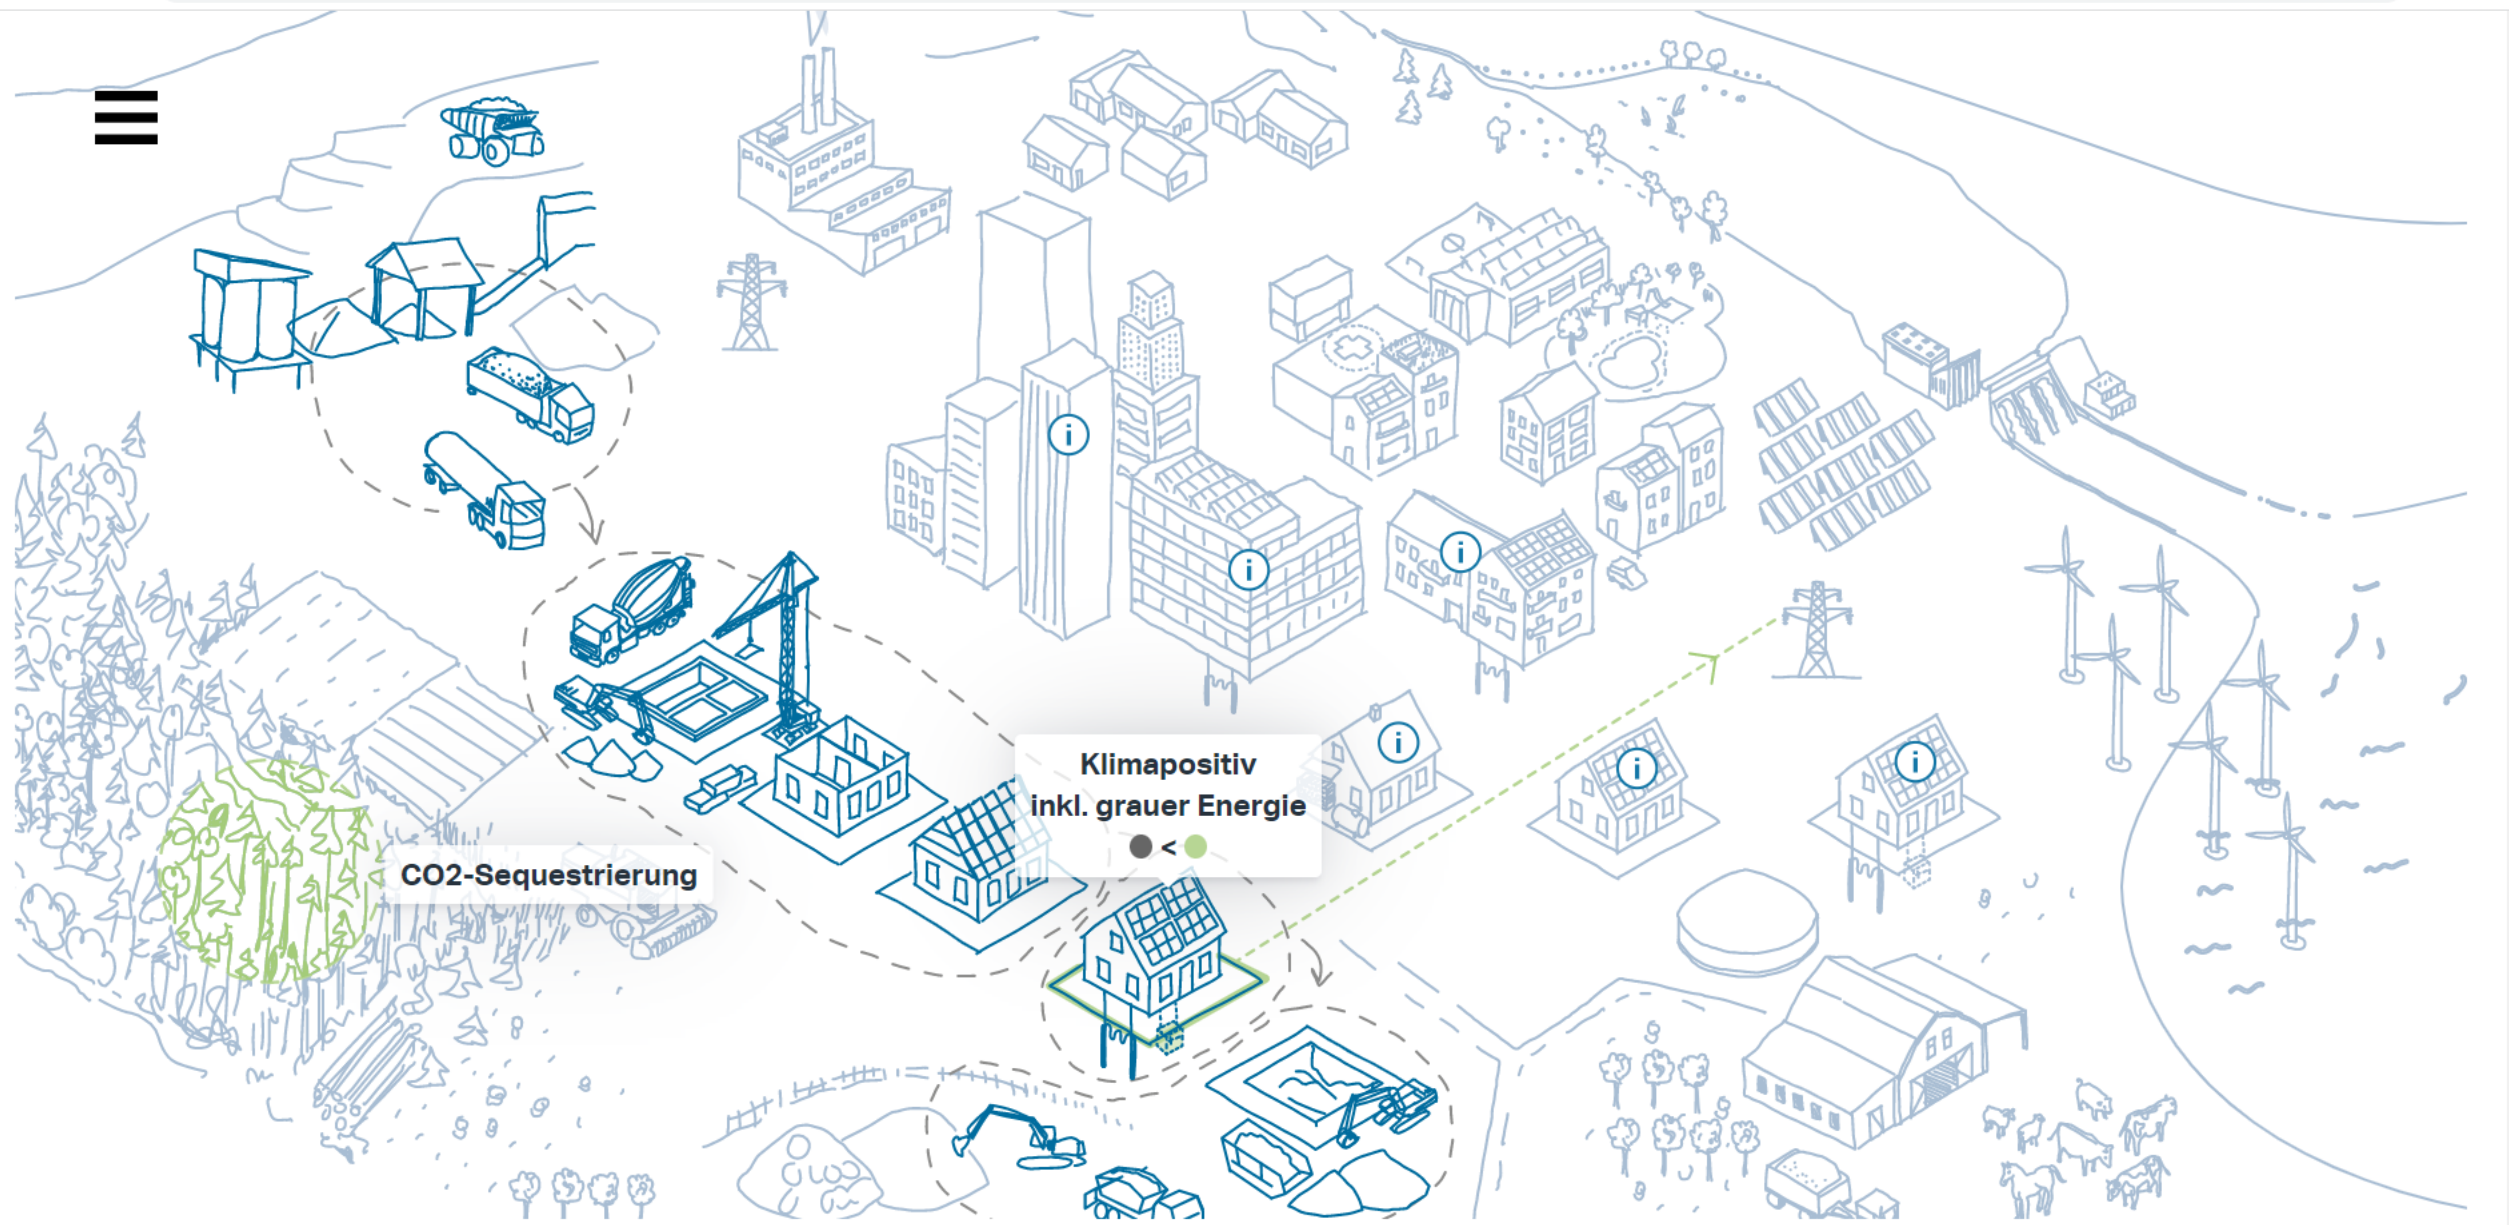 Klimapositiv
inkl. grauer Energie
<
CO2-Sequestrierung
i
i
i
i
i
i